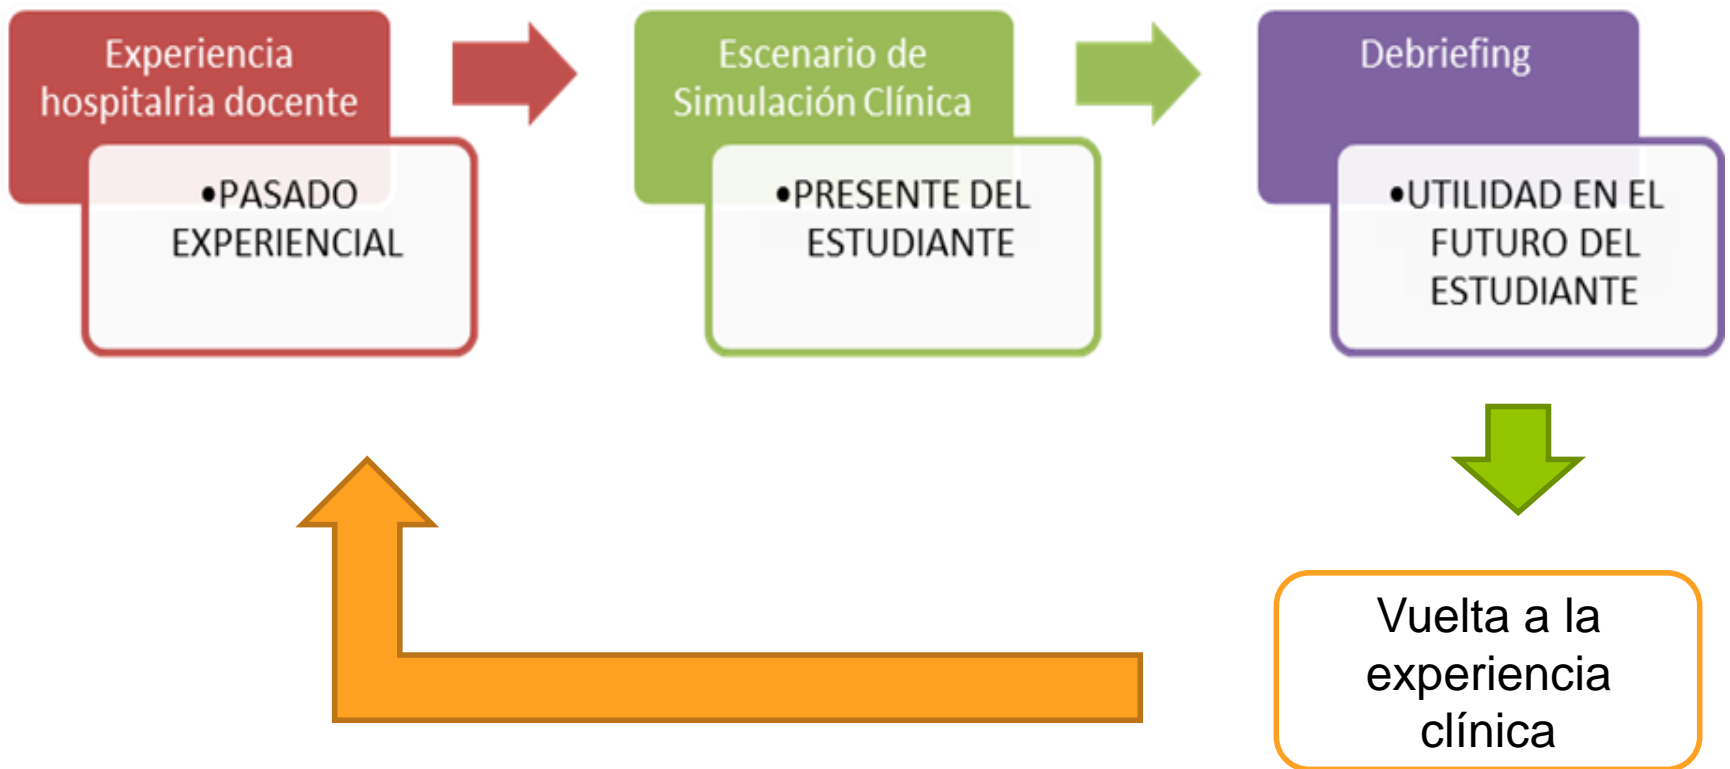 Experiencia
hospitalria docente
•PASADO
EXPERIENCIAL
Escenario de
Simulación Clínica
•PRESENTE DEL
ESTUDIANTE
Debriefing
•UTILIDAD EN EL
FUTURO DEL
ESTUDIANTE
Vuelta a la
experiencia
clínica